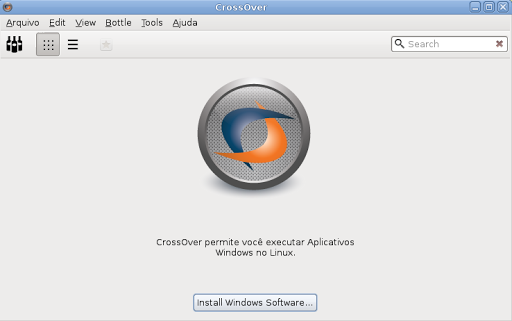 CrossOver
Arquivo Edit View Bottle Tools Ajuda
Search
CrossOver permite você executar Aplicativos
Windows no Linux.
Install Windows Software...